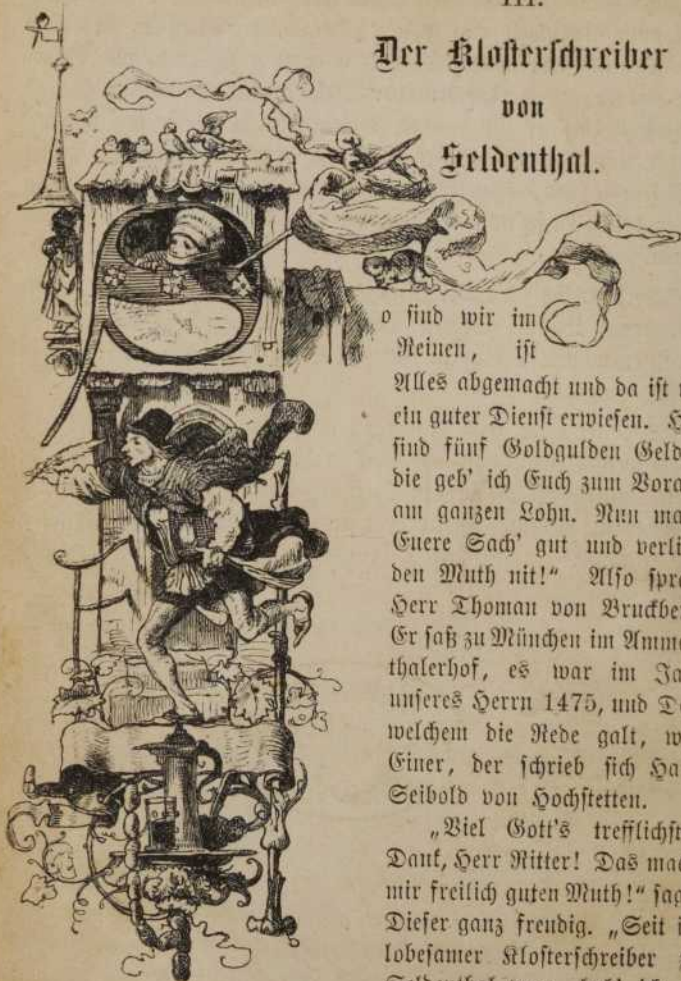 III.
Der Klosterschreiber
von
Seldenthal.
o sind wir im
Reinen, ist
Alles abgemacht und da ist
ein guter Dienst erwiesen. H
sind fünf Goldgulden Geld
die geb' ich Euch zum Vora
am ganzen Lohn. Nun ma
Euere Sach' gut und verli
den Muth nit!“ Also spra
Herr Thoman von Bruckbe
Er saß zu München im Amme
thalerhof, es war im Ja
unseres Herrn 1475, und De
welchem die Rede galt, w
Einer, der schrieb sich Ha
Seibold von Hochstetten.
„Viel Gott's trefflichst
Dank, Herr Ritter! Das mac
mir freilich guten Muth!“ sag
Dieser ganz freudig. „Seit i
lobesamer Klosterschreiber z